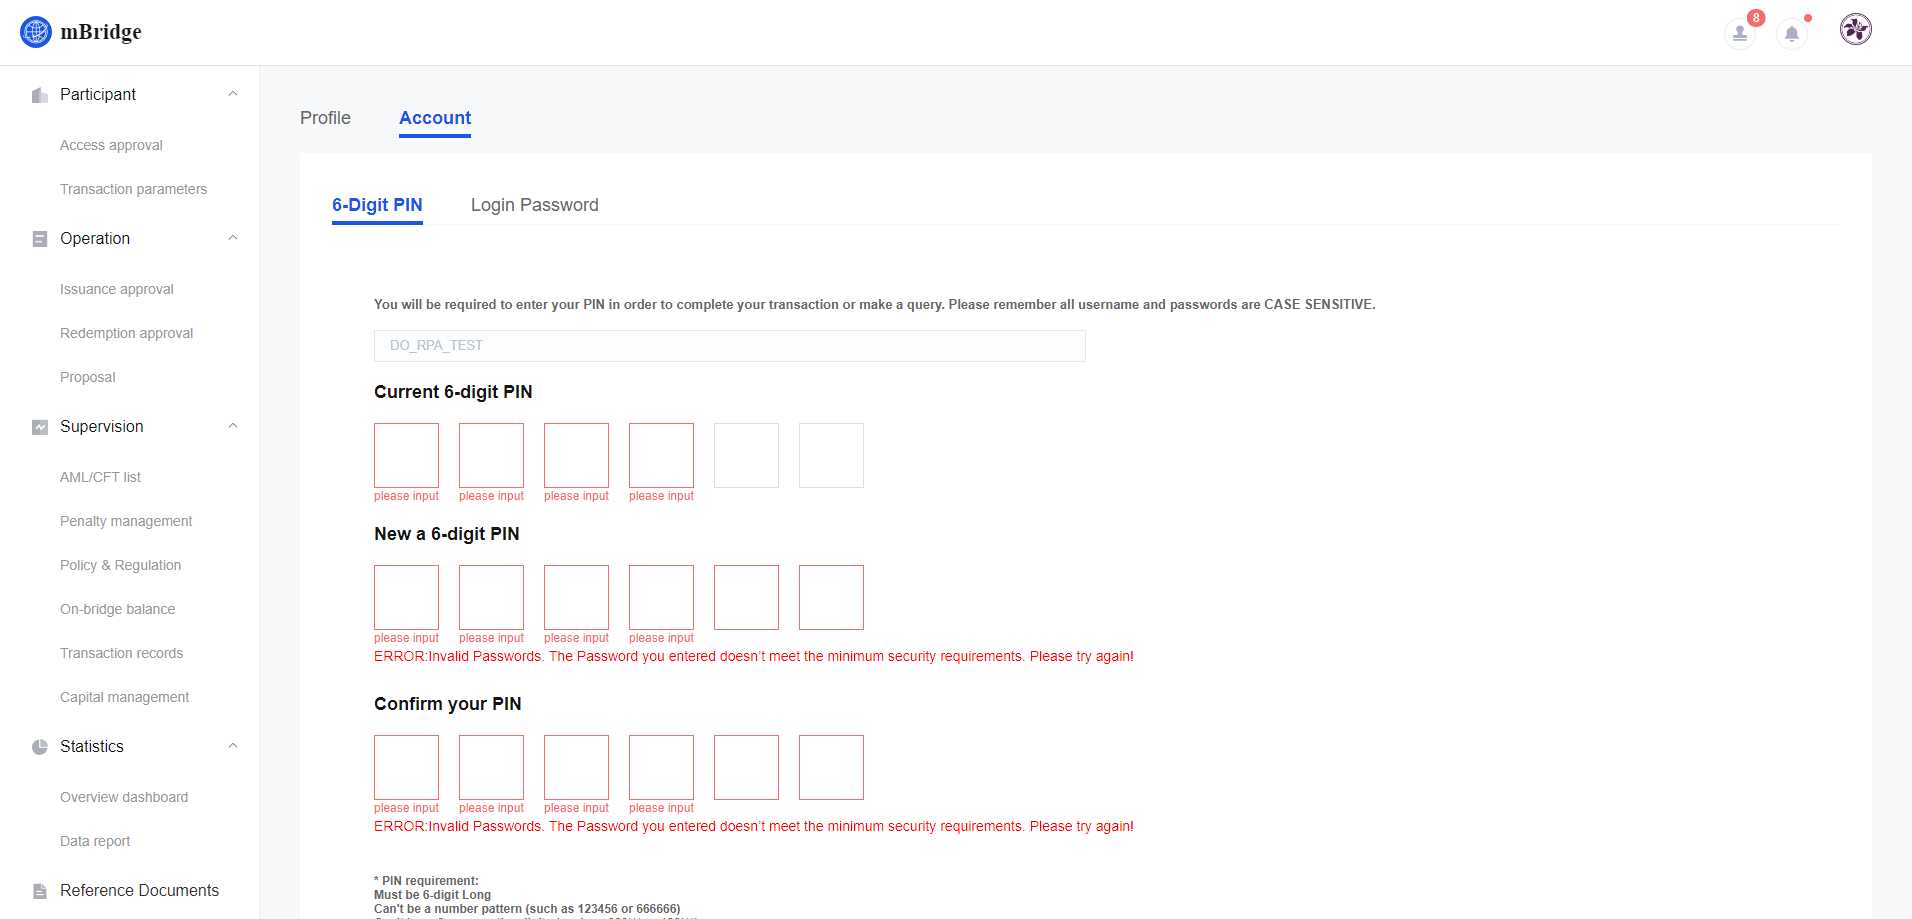 mBridge
8
Participant
Access approval
Transaction parameters
Operation
Issuance approval
Redemption approval
Proposal
Supervision
AML/CFT list
Penalty management
Policy & Regulation
On-bridge balance
Transaction records
Capital management
Statistics
Overview dashboard
Data report
Reference Documents
Profile Account
6-Digit PIN Login Password
You will be required to enter your PIN in order to complete your transaction or make a query. Please remember all username and passwords are CASE SENSITIVE.
DO_RPA_TEST
Current 6-digit PIN
please input please input please input please input
New a 6-digit PIN
please input please input please input please input
ERROR:Invalid Passwords. The Password you entered doesn't meet the minimum security requirements. Please try again!
Confirm your PIN
please input please input please input please input
ERROR:Invalid Passwords. The Password you entered doesn't meet the minimum security requirements. Please try again!
* PIN requirement:
Must be 6-digit Long
Can't be a number pattern (such as 123456 or 666666)